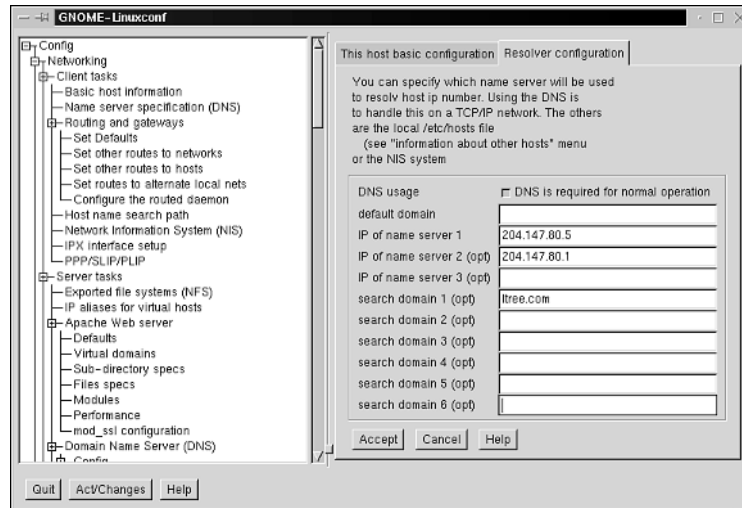 GNOME-Linuxconf
Config
Networking
Client tasks
Basic host information
Name server specification (DNS)
Routing and gateways
Set Defaults
Set other routes to networks
Set other routes to hosts
Set routes to alternate local nets
Configure the routed daemon
Host name search path
Network Information System (NIS)
IPX interface setup
PPP/SLIP/PLIP
Server tasks
Exported file systems (NFS)
IP aliases for virtual hosts
Apache Web server
Defaults
Virtual domains
Sub-directory specs
Files specs
Modules
Performance
mod_ssl configuration
Domain Name Server (DNS)
Config
This host basic configuration Resolver configuration
You can specify which name server will be used
to resolv host ip number. Using the DNS is
to handle this on a TCP/IP network. The others
are the local /etc/hosts file
(see "information about other hosts" menu
or the NIS system
DNS usage DNS is required for normal operation
default domain
IP of name server 1 204.147.80.5
IP of name server 2 (opt) 204.147.80.1
IP of name server 3 (opt)
search domain 1 (opt) ltree.com
search domain 2 (opt)
search domain 3 (opt)
search domain 4 (opt)
search domain 5 (opt)
search domain 6 (opt)
Accept Cancel Help
Quit Act/Changes Help